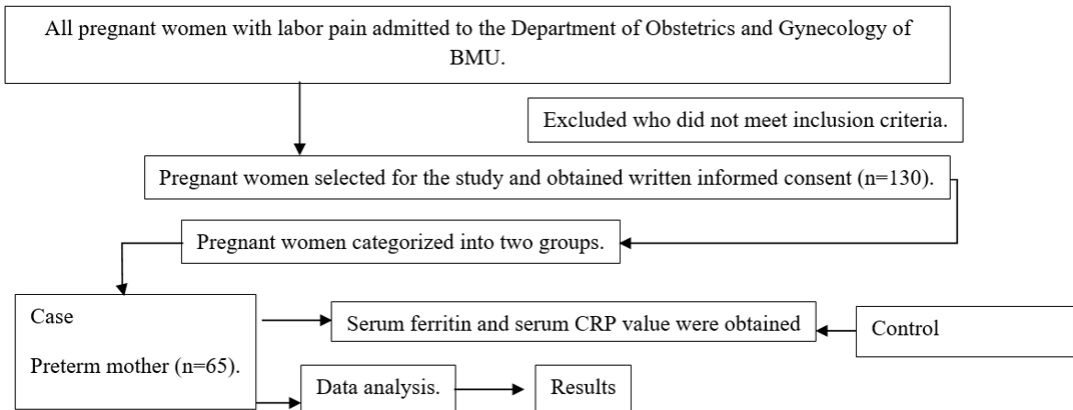 All pregnant women with labor pain admitted to the Department of Obstetrics and Gynecology of
BMU.
Excluded who did not meet inclusion criteria.
Pregnant women selected for the study and obtained written informed consent (n=130).
Pregnant women categorized into two groups.
Case
Preterm mother (n=65).
Serum ferritin and serum CRP value were obtained
Control
Data analysis.
Results